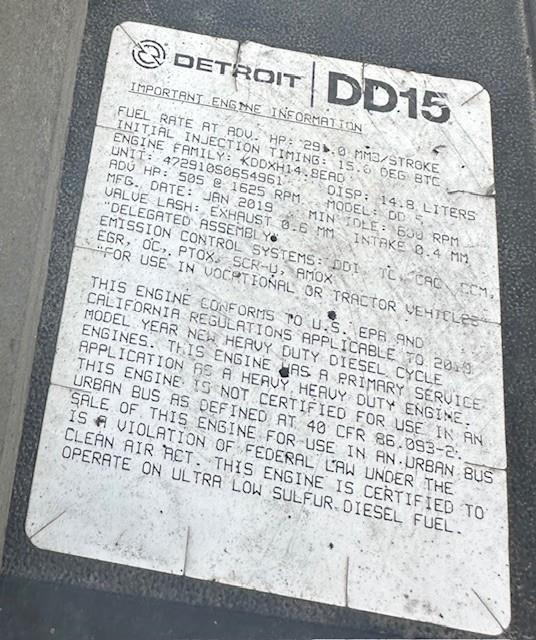 DETROIT DD15
IMPORTANT ENGINE INFORMATION
FUEL RATE AT ADV. HP: MM3/STROKE
INITIAL INJECTION TIMING: 15.6 DEG BTC
ENGINE FAMILY: KDDXH14.8EAD DISP: 14.8 LITERS
UNIT: 472910S0654961 MODEL: DD
ADV HP: 505 @ 1625 RPM MIN IDLE: 600 RPM
MFG. DATE: JAN 2019
VALVE LASH: EXHAUST 0.6 MM INTAKE 0.4 MM
"DELEGATED ASSEMBLY"
EMISSION CONTROL SYSTEMS: DDI, TC, CAC, ECM,
EGR, OC, PTOX, SCR-U, AMOX
"FOR USE IN VOCATIONAL OR TRACTOR VEHICLES"
THIS ENGINE CONFORMS TO U.S. EPA AND
CALIFORNIA REGULATIONS APPLICABLE TO 2019
MODEL YEAR NEW HEAVY DUTY DIESEL CYCLE
ENGINES. THIS ENGINE HAS A PRIMARY SERVICE
APPLICATION AS A HEAVY HEAVY DUTY ENGINE.
THIS ENGINE IS NOT CERTIFIED FOR USE IN AN
URBAN BUS AS DEFINED AT 40 CFR 86.093-2.
SALE OF THIS ENGINE FOR USE IN AN URBAN BUS
IS A VIOLATION OF FEDERAL LAW UNDER THE
CLEAN AIR ACT. THIS ENGINE IS CERTIFIED TO
OPERATE ON ULTRA LOW SULFUR DIESEL FUEL.